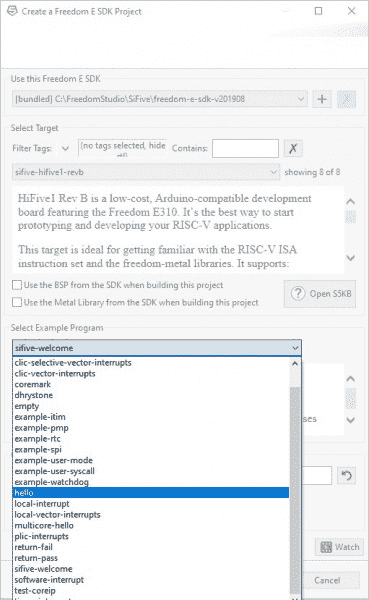 Create a Freedom E SDK Project
Use this Freedom E SDK
[bundled] C:\FreedomStudio\SiFive\freedom-e-sdk-v201908
Select Target
Filter Tags:
(no tags selected, hide
Contains:
sifive-hifive1-revb
showing 8 of 8
HiFive1 Rev B is a low-cost, Arduino-compatible development
board featuring the Freedom E310. It's the best way to start
prototyping and developing your RISC-V applications.
This target is ideal for getting familiar with the RISC-V ISA
instruction set and the freedom-metal libraries. It supports:
Use the BSP from the SDK when building this project
Use the Metal Library from the SDK when building this project
Open S5KB
Select Example Program
sifive-welcome
clic-selective-vector-interrupts
clic-vector-interrupts
coremark
dhrystone
empty
example-itim
example-pmp
example-rtc
example-spi
example-user-mode
example-user-syscall
example-watchdog
hello
local-interrupt
local-vector-interrupts
multicore-hello
plic-interrupts
return-fail
return-pass
sifive-welcome
software-interrupt
test-coreip
ses
Watch
Cancel